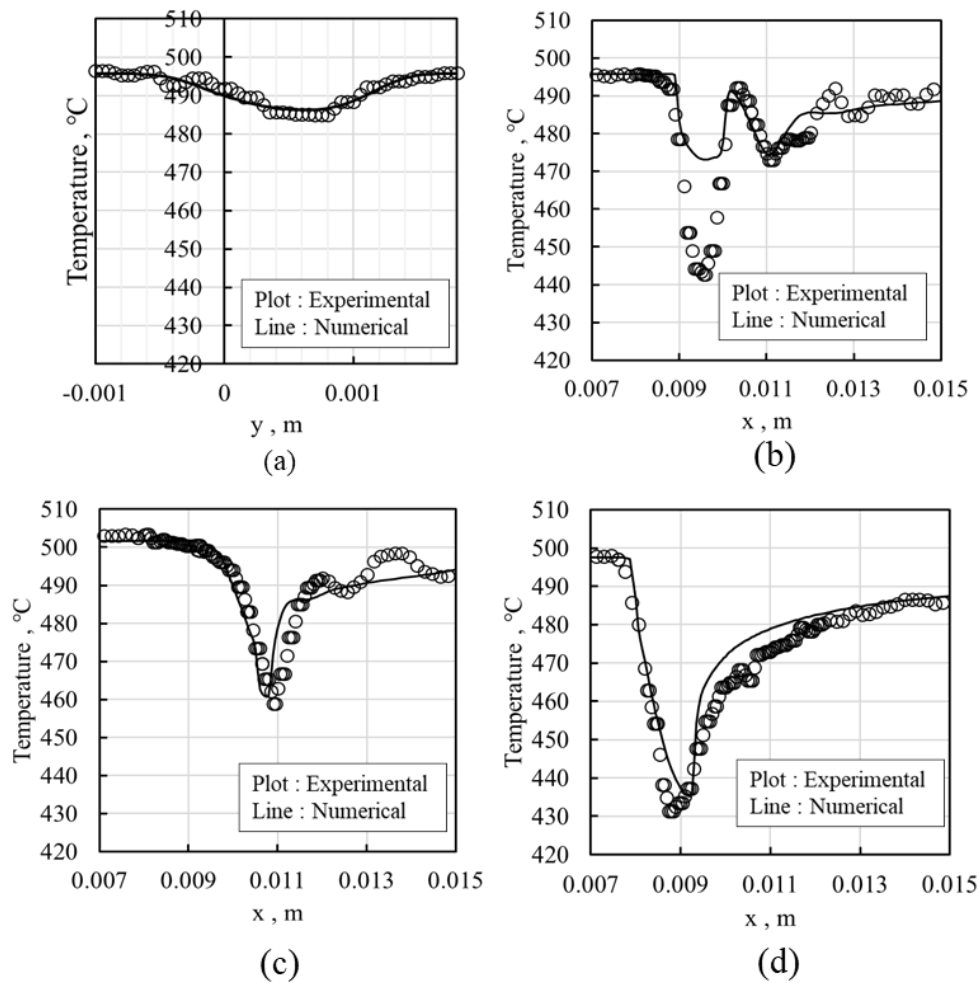 510
500
490
480
470
460
450
440
430
420
Temperature , °C
Plot : Experimental
Line : Numerical
-0.001
0
0.001
y , m
(a)
510
500
490
480
470
460
450
440
430
420
Temperature , °C
Plot : Experimental
Line : Numerical
0.007
0.009
0.011
0.013
0.015
x , m
(b)
510
500
490
480
470
460
450
440
430
420
Temperature , °C
Plot : Experimental
Line : Numerical
0.007
0.009
0.011
0.013
0.015
x , m
(c)
510
500
490
480
470
460
450
440
430
420
Temperature , °C
Plot : Experimental
Line : Numerical
0.007
0.009
0.011
0.013
0.015
x , m
(d)